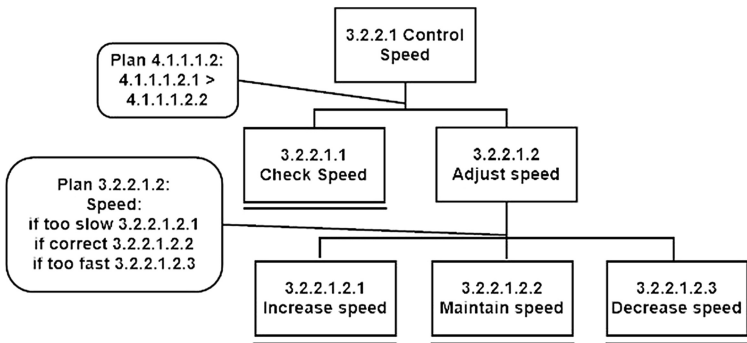 3.2.2.1 Control
Speed
Plan 4.1.1.1.2:
4.1.1.1.2.1 >
4.1.1.1.2.2
3.2.2.1.1
Check Speed
3.2.2.1.2
Adjust speed
Plan 3.2.2.1.2:
Speed:
if too slow 3.2.2.1.2.1
if correct 3.2.2.1.2.2
if too fast 3.2.2.1.2.3
3.2.2.1.2.1
Increase speed
3.2.2.1.2.2
Maintain speed
3.2.2.1.2.3
Decrease speed